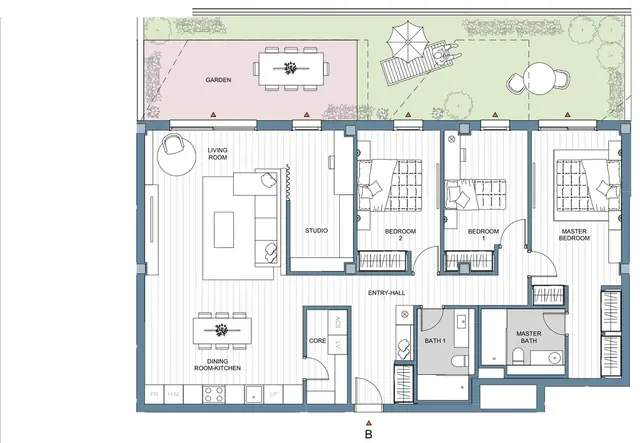 GARDEN
LIVING
ROOM
STUDIO
BEDROOM
2
BEDROOM
1
MASTER
BEDROOM
ENTRY-HALL
CORE
BATH 1
MASTER
BATH
DINING
ROOM-KITCHEN
B